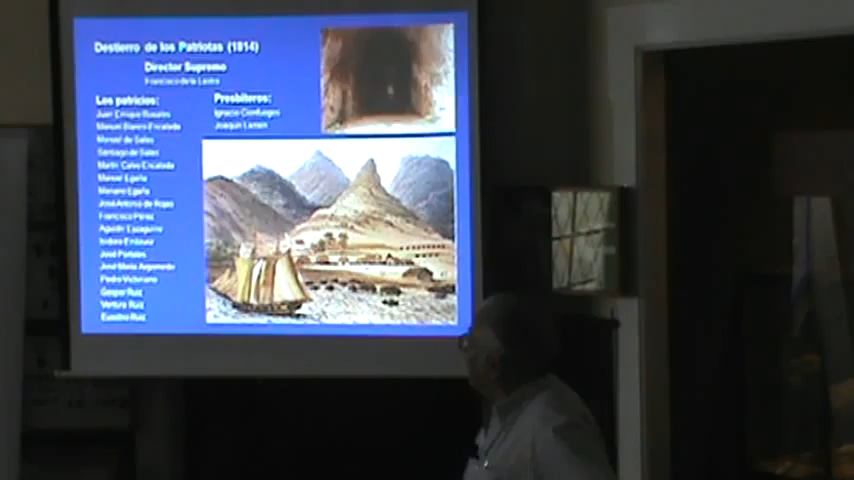 Destierro de los Patriotas (1814)
Director Supremo
Francisco de la Lastra
Los patricios:
Juan Enrique Rosales
Manuel Blanco Encalada
Manuel de Salas
Santiago de Salas
Martín Calvo Encalada
Manuel Egaña
Mariano Egaña
José Antonio de Rojas
Francisco Pérez
Agustín Eyzaguirre
Isidoro Errázuriz
José Portales
José María Argomedo
Pedro Victoriano
Gaspar Ruiz
Ventura Ruiz
Ruiz
Presbíteros:
Ignacio Cienfuegos
Joaquín Larraín